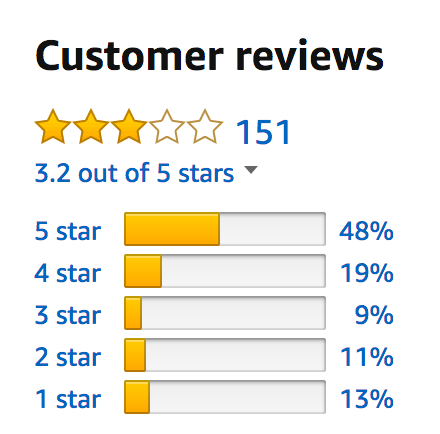 Customer reviews
151
3.2 out of 5 stars
5 star 48%
4 star 19%
3 star 9%
2 star 11%
1 star 13%